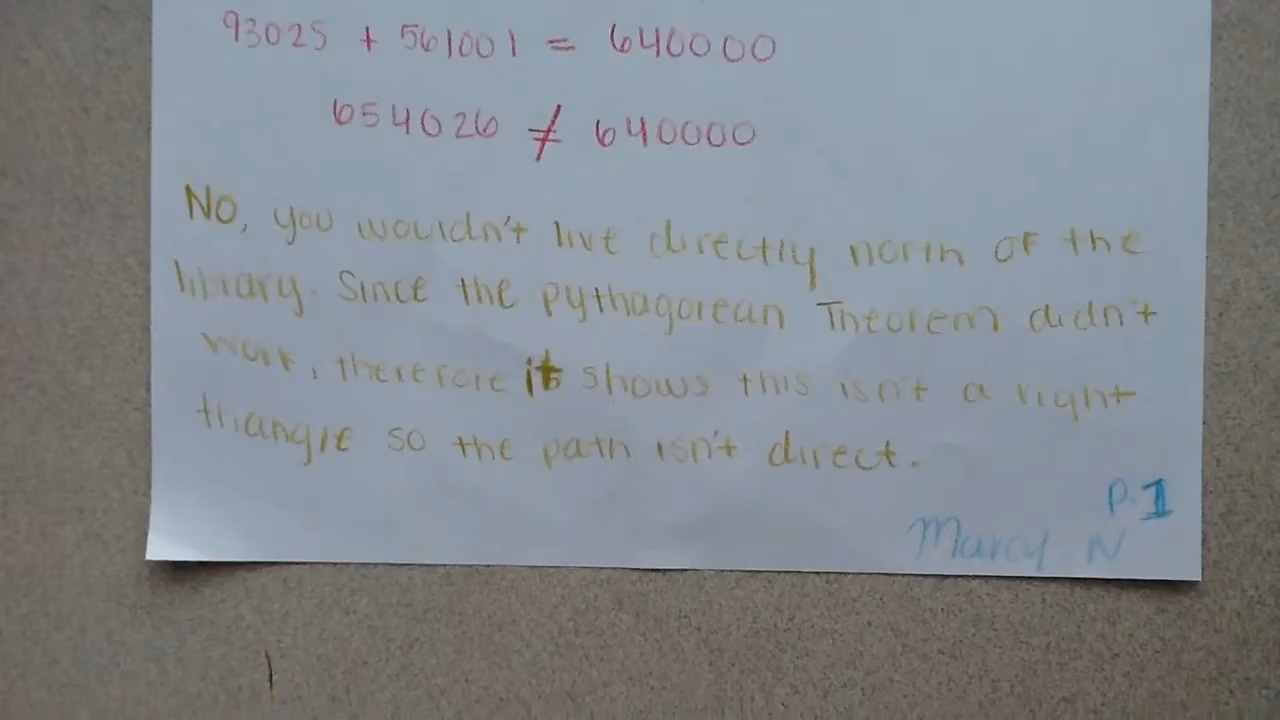 93025 + 561001 = 640000
654026 ≠ 640000
No, you wouldn't live directly north of the
library. Since the pythagorean Theorem didn't
work, therefore it shows this isn't a right
triangle so the path isn't direct.
P.1
Marcy N